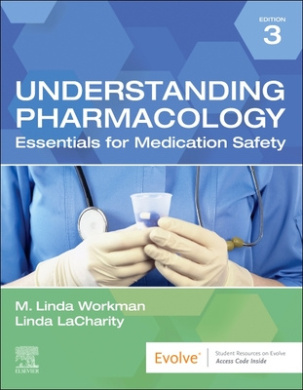 EDITION
3
UNDERSTANDING
PHARMACOLOGY
Essentials for Medication Safety
M. Linda Workman
Linda LaCharity
ELSEVIER
Evolve
Student Resources on Evolve
Access Code Inside